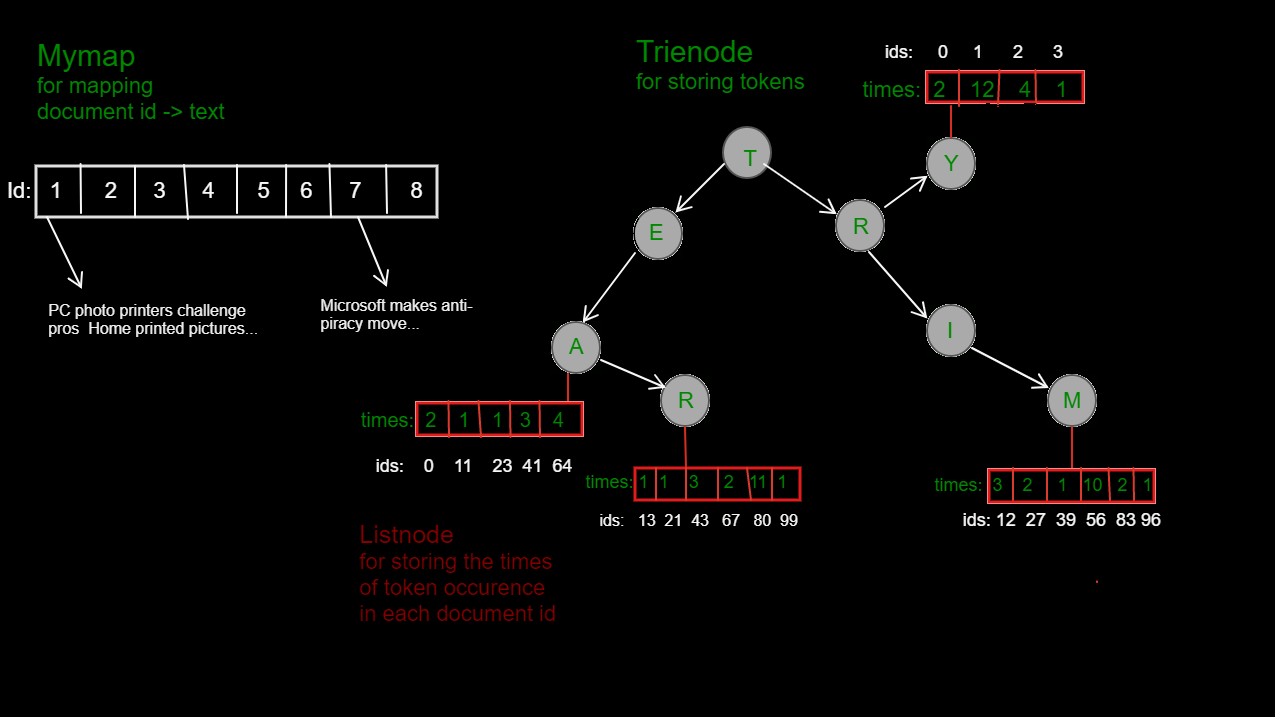 Mymap
for mapping
document id -> text
Id: 1 2 3 4 5 6 7 8
PC photo printers challenge
pros Home printed pictures...
Microsoft makes anti-
piracy move...
Trienode
for storing tokens
ids: 0 1 2 3
times: 2 12 4 1
T
Y
E
R
A
I
R
M
times: 2 1 1 3 4
ids: 0 11 23 41 64
times: 1 1 3 2 11 1
ids: 13 21 43 67 80 99
times: 3 2 1 10 2 1
ids: 12 27 39 56 83 96
Listnode
for storing the times
of token occurence
in each document id